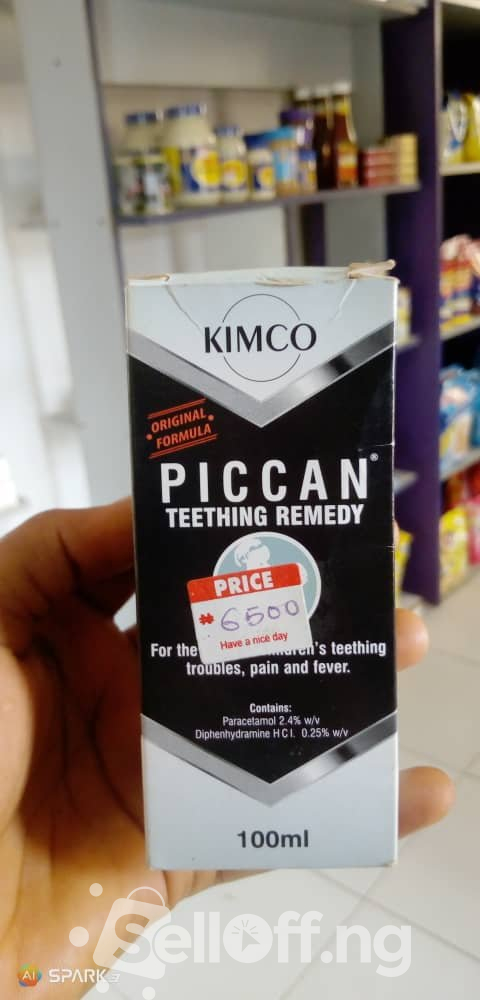 KIMCO
ORIGINAL
FORMULA
PICCAN®
TEETHING REMEDY
PRICE
₦ 6500
Have a nice day
For the children's teething
troubles, pain and fever.
Contains:
Paracetamol 2.4% w/v
Diphenhydramine H C l. 0.25% w/v
100ml
SellOff.ng
AI SPARK